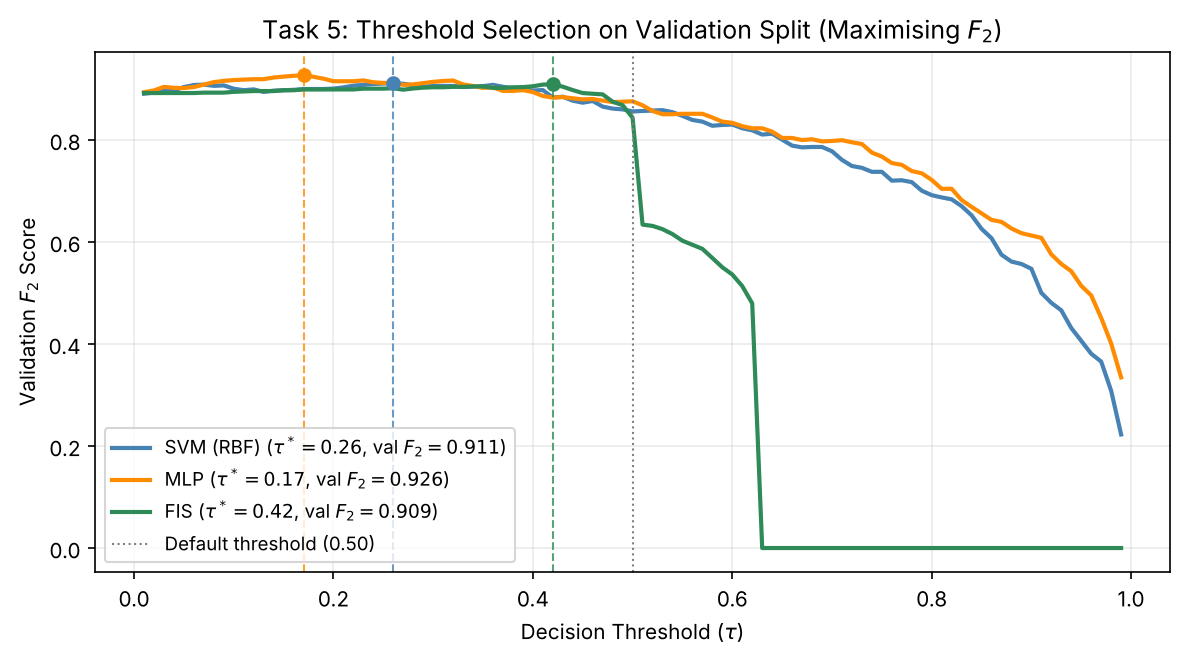 Task 5: Threshold Selection on Validation Split (Maximising F₂)
Validation F₂ Score
0.8
0.6
0.4
0.2
0.0
SVM (RBF) (τ* = 0.26, val F₂ = 0.911)
MLP (τ* = 0.17, val F₂ = 0.926)
FIS (τ* = 0.42, val F₂ = 0.909)
Default threshold (0.50)
0.0 0.2 0.4 0.6 0.8 1.0
Decision Threshold (τ)